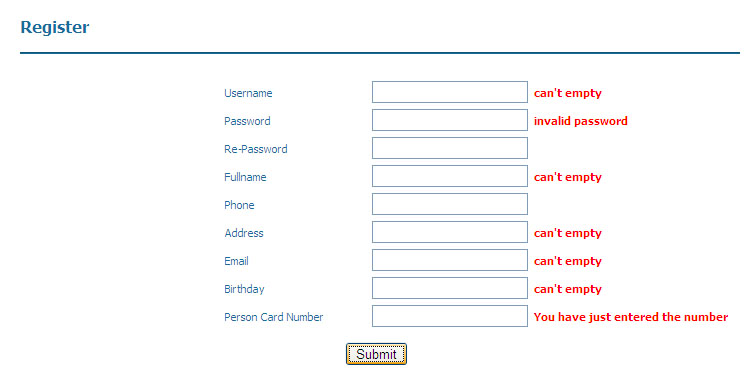 Register
Username can't empty
Password invalid password
Re-Password
Fullname can't empty
Phone
Address can't empty
Email can't empty
Birthday can't empty
Person Card Number You have just entered the number
Submit